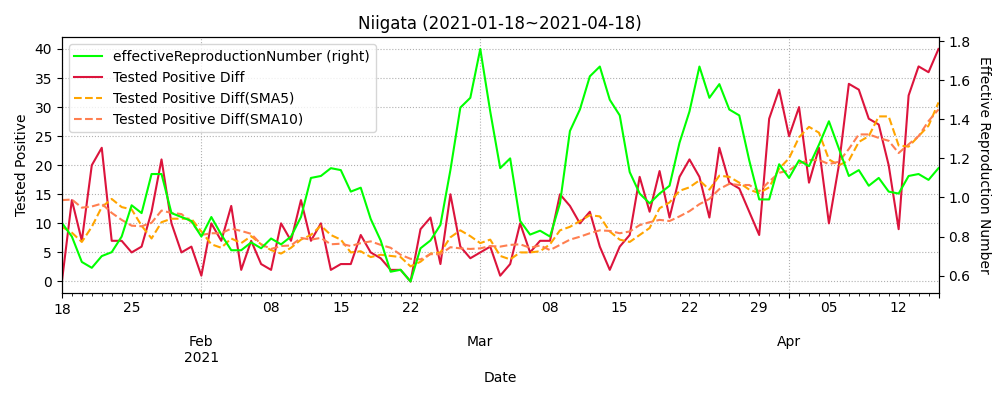 Niigata (2021-01-18~2021-04-18)
effectiveReproductionNumber (right)
Tested Positive Diff
Tested Positive Diff(SMA5)
Tested Positive Diff(SMA10)
Tested Positive
40
35
30
25
20
15
10
5
0
1.8
1.6
1.4
1.2
1.0
0.8
0.6
Effective Reproduction Number
18 25 08 15 22 08 15 22 29 05 12
Feb Mar Apr
2021
Date